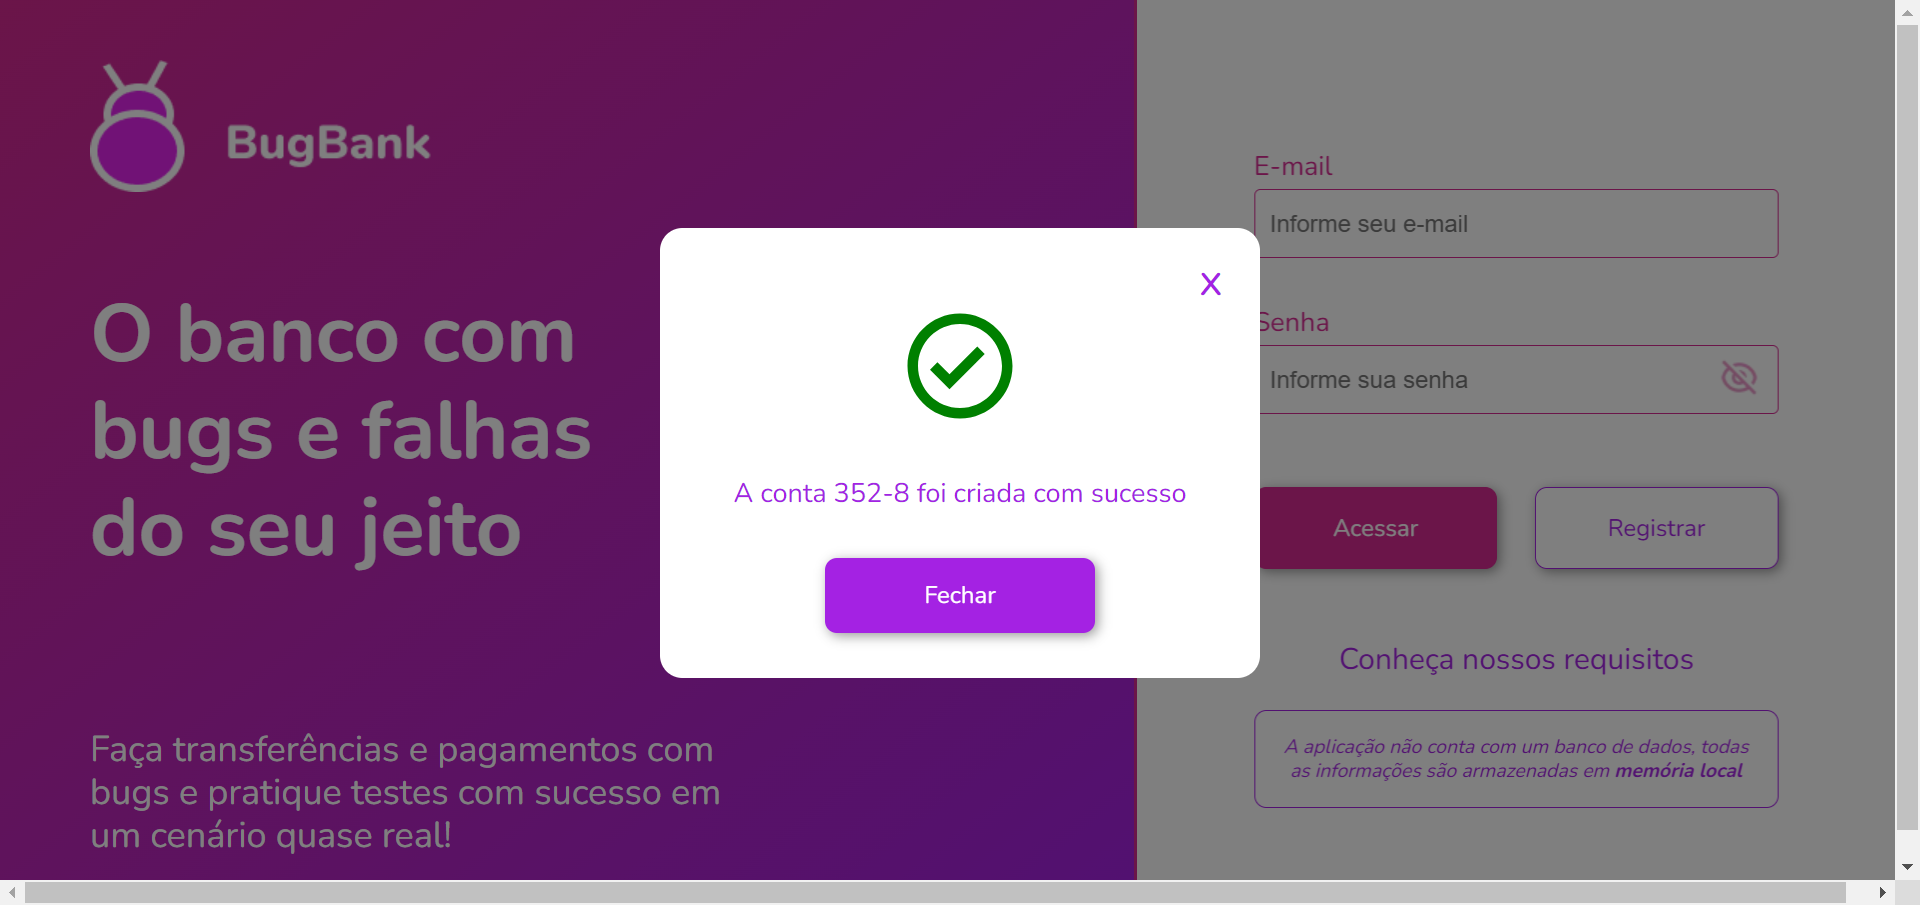 BugBank
O banco com
bugs e falhas
do seu jeito
Faça transferências e pagamentos com
bugs e pratique testes com sucesso em
um cenário quase real!
X
A conta 352-8 foi criada com sucesso
Fechar
E-mail
Informe seu e-mail
Senha
Informe sua senha
Acessar
Registrar
Conheça nossos requisitos
A aplicação não conta com um banco de dados, todas
as informações são armazenadas em memória local